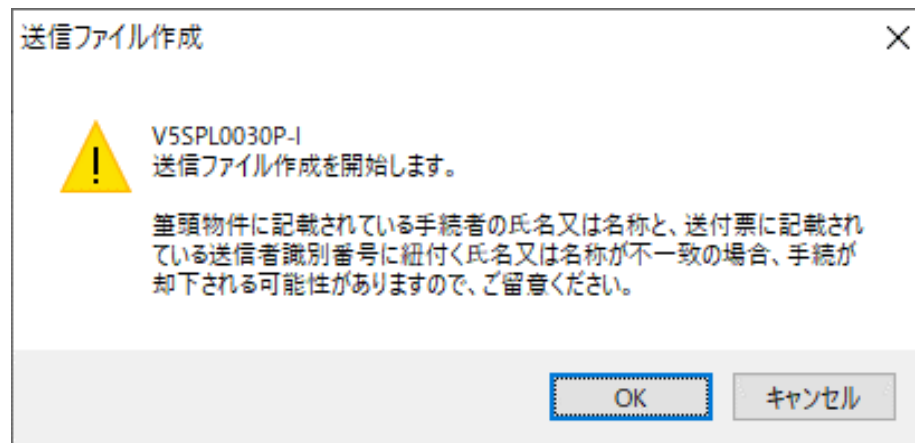 送信ファイル作成
V5SPL0030P-I
送信ファイル作成を開始します。
筆頭物件に記載されている手続者の氏名又は名称と、送付票に記載され
ている送信者識別番号に紐付く氏名又は名称が不一致の場合、手続が
却下される可能性がありますので、ご留意ください。
OK
キャンセル